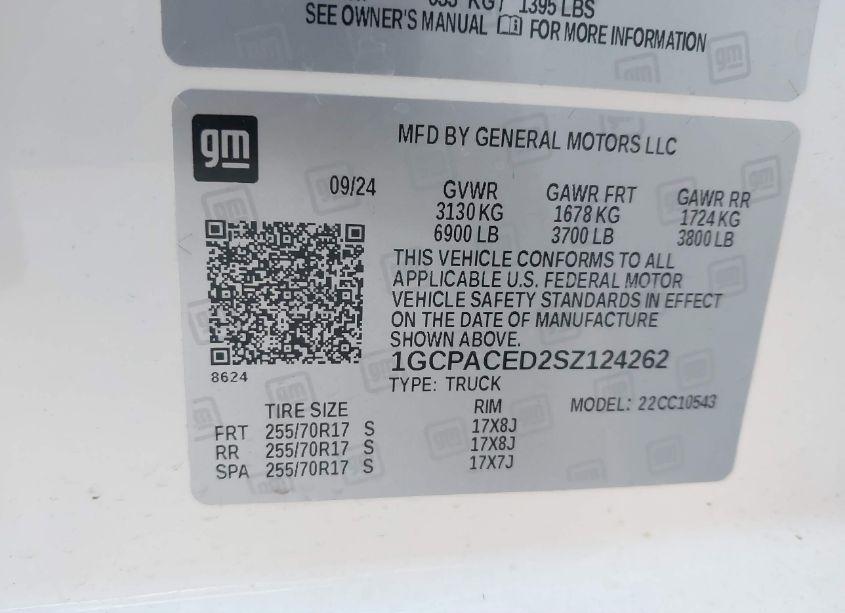 KG / 1395 LBS
SEE OWNER'S MANUAL FOR MORE INFORMATION
gm
MFD BY GENERAL MOTORS LLC
09/24 GVWR GAWR FRT GAWR RR
3130 KG 1678 KG 1724 KG
6900 LB 3700 LB 3800 LB
THIS VEHICLE CONFORMS TO ALL
APPLICABLE U.S. FEDERAL MOTOR
VEHICLE SAFETY STANDARDS IN EFFECT
ON THE DATE OF MANUFACTURE
SHOWN ABOVE.
1GCPACED2SZ124262
8624
TYPE: TRUCK
TIRE SIZE RIM MODEL: 22CC10543
FRT 255/70R17 S 17X8J
RR 255/70R17 S 17X8J
SPA 255/70R17 S 17X7J